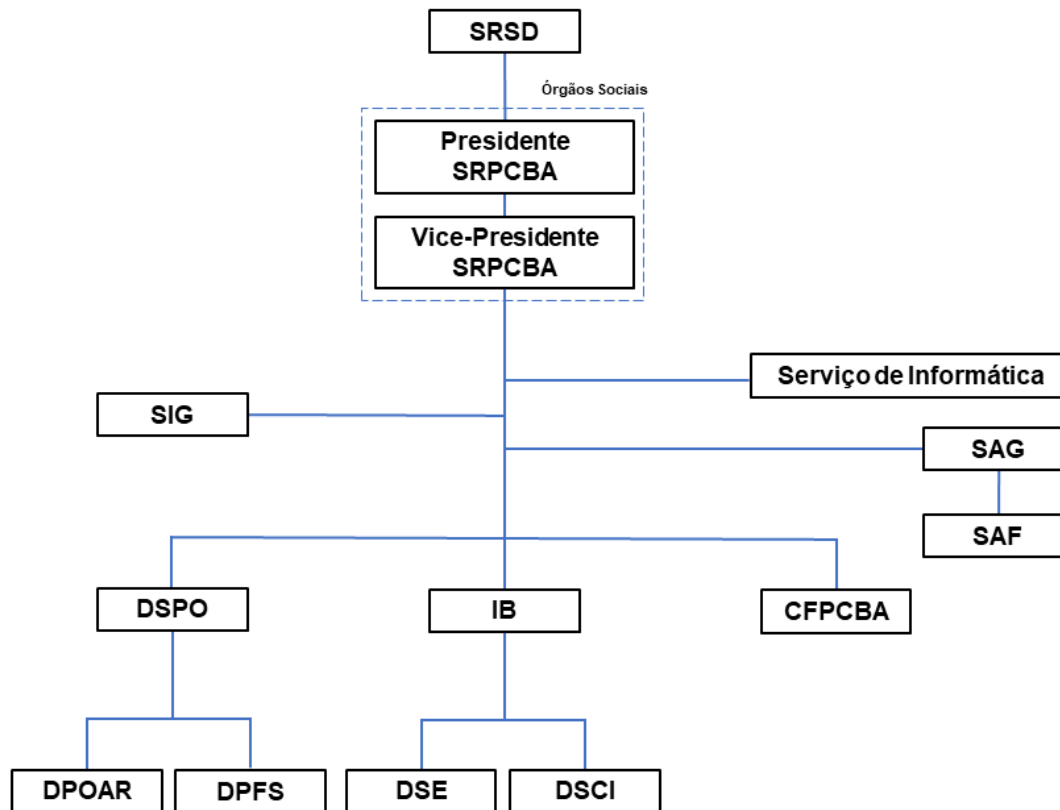 SRSD
Órgãos Sociais
Presidente
SRPCBA
Vice-Presidente
SRPCBA
Serviço de Informática
SIG
SAG
SAF
DSPO
IB
CFPCBA
DPOAR
DPFS
DSE
DSCI